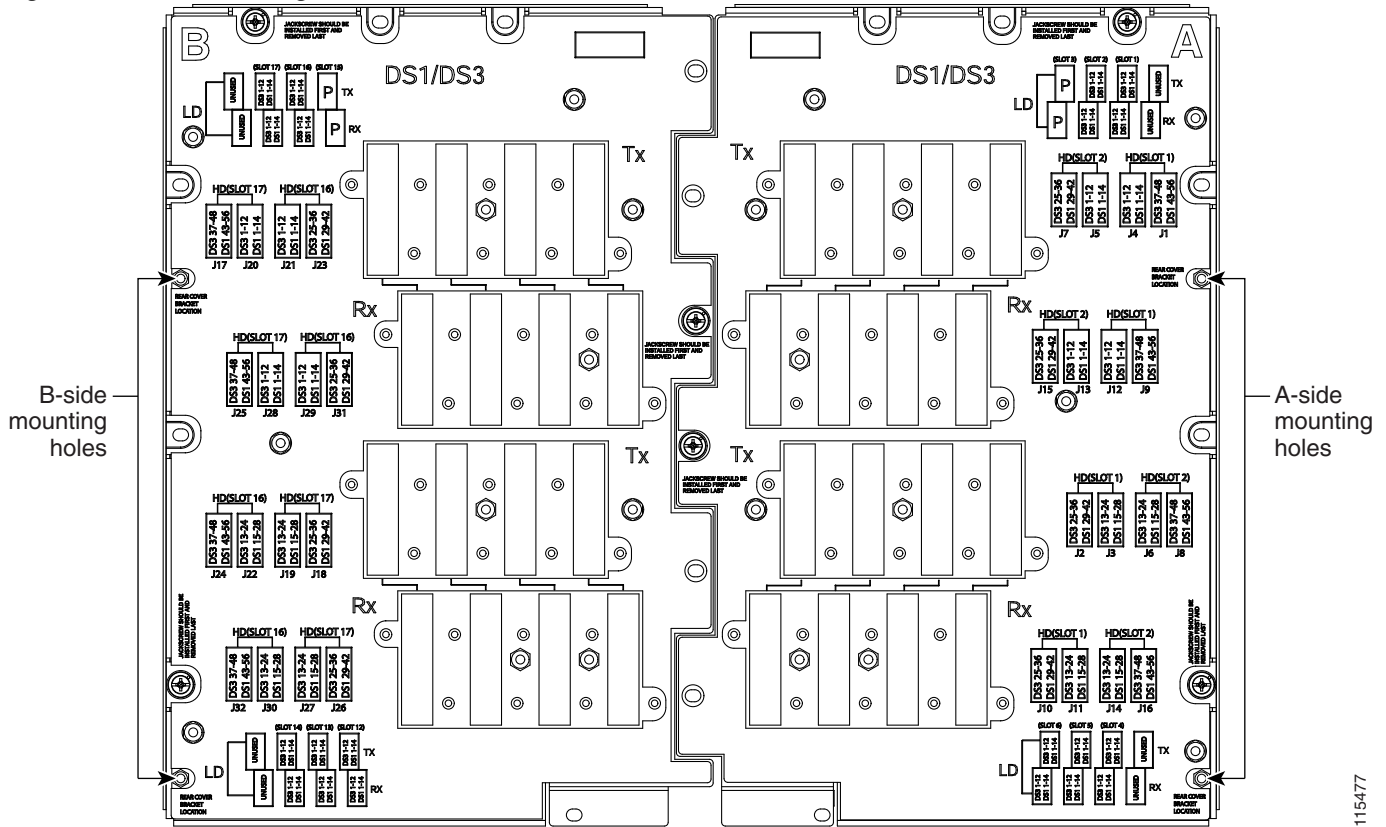 JACKSCREW SHOULD BE
INSTALLED FIRST AND
REMOVED LAST
B
DS1/DS3
(SLOT 17) (SLOT 16) (SLOT 15)
LD
UNUSED
DS3 1-12
DS1 1-14
DS3 1-12
DS1 1-14
P
TX
UNUSED
DS3 1-12
DS1 1-14
DS3 1-12
DS1 1-14
P
RX
Tx
HD(SLOT 17) HD(SLOT 16)
DS3 37-48
DS1 43-56
DS3 1-12
DS1 1-14
DS3 1-12
DS1 1-14
DS3 25-36
DS1 29-42
J17 J20 J21 J23
REAR COVER
BRACKET
LOCATION
Rx
JACKSCREW SHOULD BE
INSTALLED FIRST AND
REMOVED LAST
HD(SLOT 17) HD(SLOT 16)
DS3 37-48
DS1 43-56
DS3 1-12
DS1 1-14
DS3 1-12
DS1 1-14
DS3 25-36
DS1 29-42
J25 J28 J29 J31
B-side
mounting
holes
Tx
HD(SLOT 16) HD(SLOT 17)
DS3 37-48
DS1 43-56
DS3 13-24
DS1 15-28
DS3 13-24
DS1 15-28
DS3 25-36
DS1 29-42
J24 J22 J19 J18
JACKSCREW SHOULD BE
INSTALLED FIRST AND
REMOVED LAST
Rx
HD(SLOT 16) HD(SLOT 17)
DS3 37-48
DS1 43-56
DS3 13-24
DS1 15-28
DS3 13-24
DS1 15-28
DS3 25-36
DS1 29-42
J32 J30 J27 J26
(SLOT 14) (SLOT 13) (SLOT 12)
LD
UNUSED
DS3 1-12
DS1 1-14
DS3 1-12
DS1 1-14
DS3 1-12
DS1 1-14
TX
UNUSED
DS3 1-12
DS1 1-14
DS3 1-12
DS1 1-14
DS3 1-12
DS1 1-14
RX
REAR COVER
BRACKET
LOCATION
JACKSCREW SHOULD BE
INSTALLED FIRST AND
REMOVED LAST
A
DS1/DS3
(SLOT 3) (SLOT 2) (SLOT 1)
LD
P
DS3 1-12
DS1 1-14
DS3 1-12
DS1 1-14
UNUSED
TX
P
DS3 1-12
DS1 1-14
DS3 1-12
DS1 1-14
UNUSED
RX
Tx
HD(SLOT 2) HD(SLOT 1)
DS3 25-36
DS1 29-42
DS3 1-12
DS1 1-14
DS3 1-12
DS1 1-14
DS3 37-48
DS1 43-56
J7 J5 J4 J1
REAR COVER
BRACKET
LOCATION
Rx
HD(SLOT 2) HD(SLOT 1)
DS3 25-36
DS1 29-42
DS3 1-12
DS1 1-14
DS3 1-12
DS1 1-14
DS3 37-48
DS1 43-56
J15 J13 J12 J9
A-side
mounting
holes
Tx
JACKSCREW SHOULD BE
INSTALLED FIRST AND
REMOVED LAST
HD(SLOT 1) HD(SLOT 2)
DS3 25-36
DS1 29-42
DS3 13-24
DS1 15-28
DS3 13-24
DS1 15-28
DS3 37-48
DS1 43-56
J2 J3 J6 J8
Rx
JACKSCREW SHOULD BE
INSTALLED FIRST AND
REMOVED LAST
HD(SLOT 1) HD(SLOT 2)
DS3 25-36
DS1 29-42
DS3 13-24
DS1 15-28
DS3 13-24
DS1 15-28
DS3 37-48
DS1 43-56
J10 J11 J14 J16
(SLOT 6) (SLOT 5) (SLOT 4)
LD
DS3 1-12
DS1 1-14
DS3 1-12
DS1 1-14
DS3 1-12
DS1 1-14
UNUSED
TX
DS3 1-12
DS1 1-14
DS3 1-12
DS1 1-14
DS3 1-12
DS1 1-14
UNUSED
RX
REAR COVER
BRACKET
LOCATION
115477